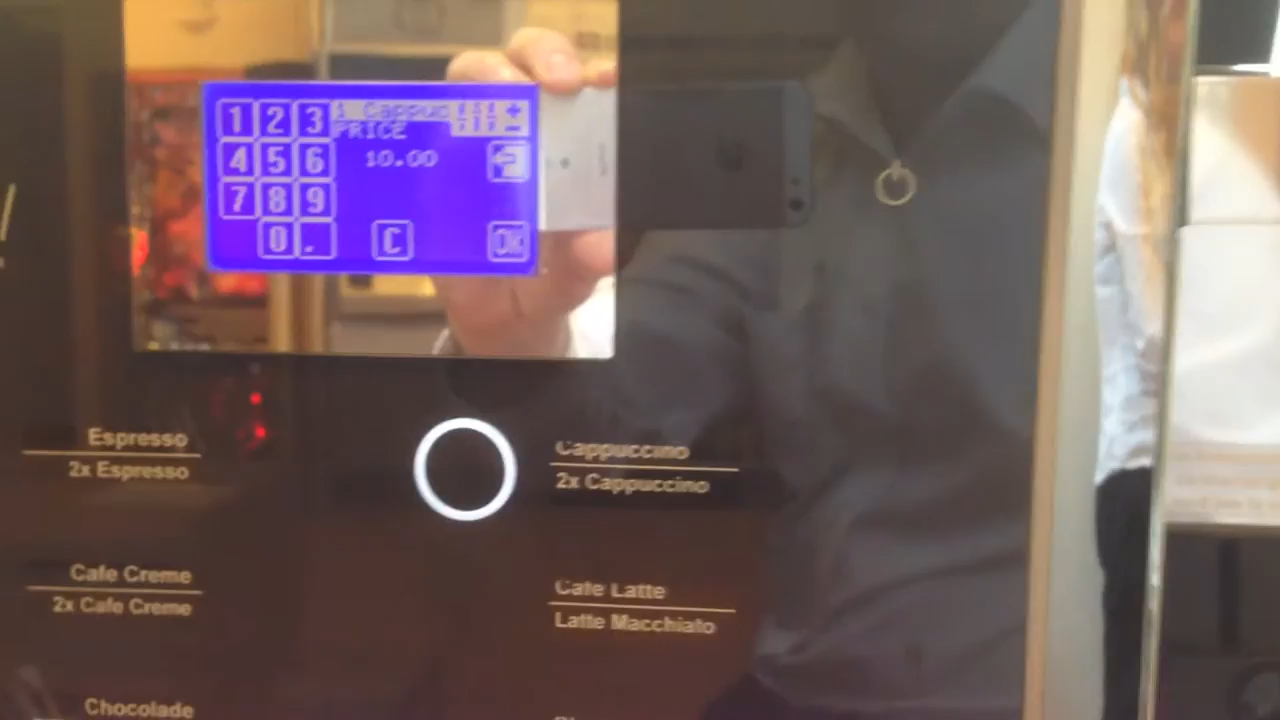 1 2 3 1 Cappuc + 
PRICE -
4 5 6 10.00
7 8 9
0 . C OK
Espresso
2x Espresso
Cappuccino
2x Cappuccino
Cafe Creme
2x Cafe Creme
Cafe Latte
Latte Macchiato
Chocolade